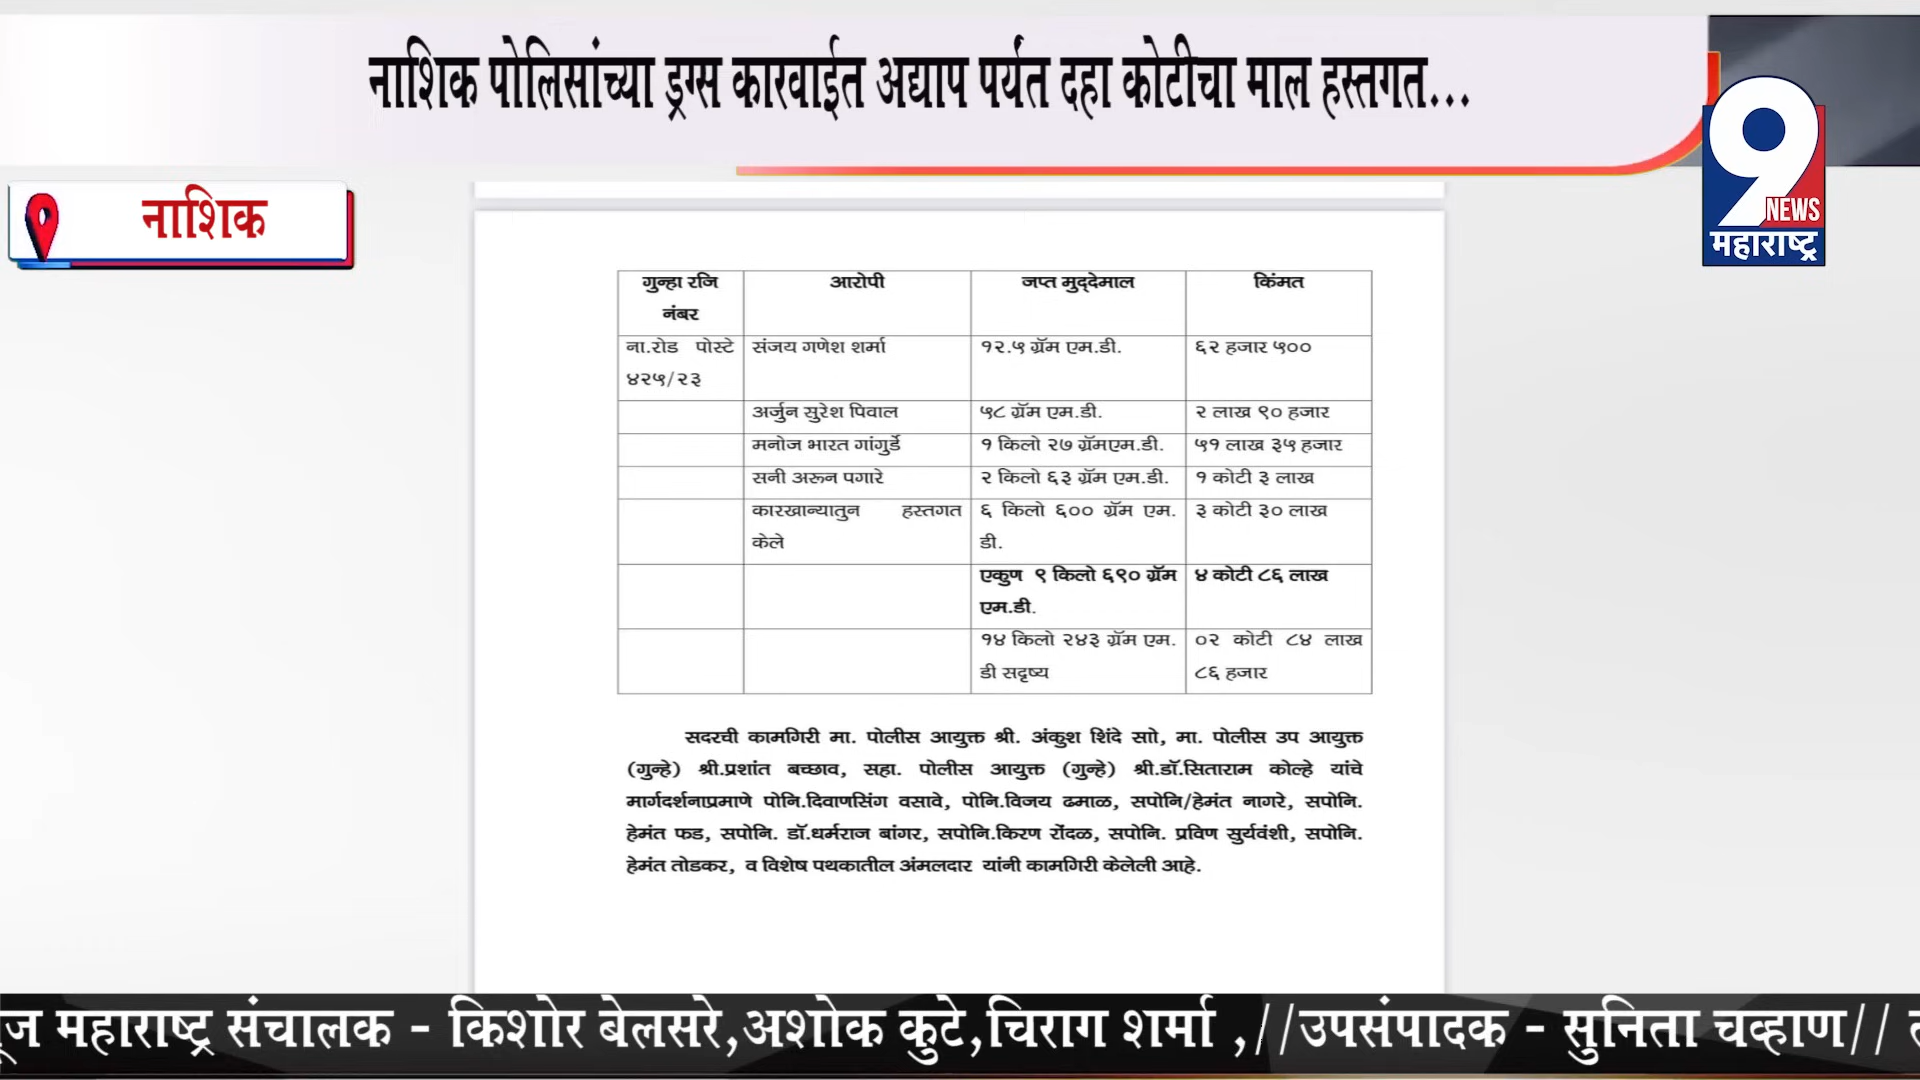 नाशिक पोलिसांच्या ड्रग्स कारवाईत अद्याप पर्यंत दहा कोटीचा माल हस्तगत...
9
NEWS
महाराष्ट्र
नाशिक
गुन्हा रजि नंबर	आरोपी	जप्त मुद्देमाल	किंमत
ना.रोड पोस्टे ४२५/२३	संजय गणेश शर्मा	१२.५ ग्रॅम एम.डी.	६२ हजार ५००
अर्जुन सुरेश पिवाल	५८ ग्रॅम एम.डी.	२ लाख ९० हजार
मनोज भारत गांगुर्डे	१ किलो २७ ग्रॅमएम.डी.	५१ लाख ३५ हजार
सनी अरून पगारे	२ किलो ६३ ग्रॅम एम.डी.	१ कोटी ३ लाख
कारखान्यातुन हस्तगत केले	६ किलो ६०० ग्रॅम एम. डी.	३ कोटी ३० लाख
एकुण ९ किलो ६९० ग्रॅम एम.डी.	४ कोटी ८६ लाख
१४ किलो २४३ ग्रॅम एम. डी सदृष्य	०२ कोटी ८४ लाख ८६ हजार
सदरची कामगिरी मा. पोलीस आयुक्त श्री. अंकुश शिंदे साो, मा. पोलीस उप आयुक्त
(गुन्हे) श्री.प्रशांत बच्छाव, सहा. पोलीस आयुक्त (गुन्हे) श्री.डॉ.सिताराम कोल्हे यांचे
मार्गदर्शनाप्रमाणे पोनि.दिवाणसिंग वसावे, पोनि.विजय ढमाळ, सपोनि/हेमंत नागरे, सपोनि.
हेमंत फड, सपोनि. डॉ.धर्मराज बांगर, सपोनि.किरण रोंदळ, सपोनि. प्रविण सुर्यवंशी, सपोनि.
हेमंत तोडकर, व विशेष पथकातील अंमलदार यांनी कामगिरी केलेली आहे.
महाराष्ट्र संचालक - किशोर बेलसरे,अशोक कुटे,चिराग शर्मा ,//उपसंपादक - सुनिता चव्हाण//